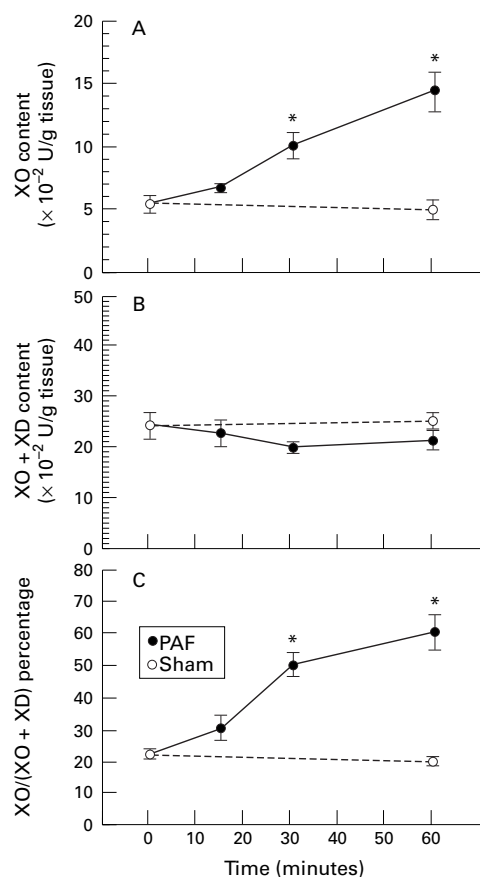 A
20
15
10
5
0
XO content
(× 10⁻² U/g tissue)
*
*
B
50
40
30
20
10
0
XO + XD content
(× 10⁻² U/g tissue)
C
80
70
60
50
40
30
20
10
0
XO/(XO + XD) percentage
PAF
Sham
*
*
0 10 20 30 40 50 60
Time (minutes)